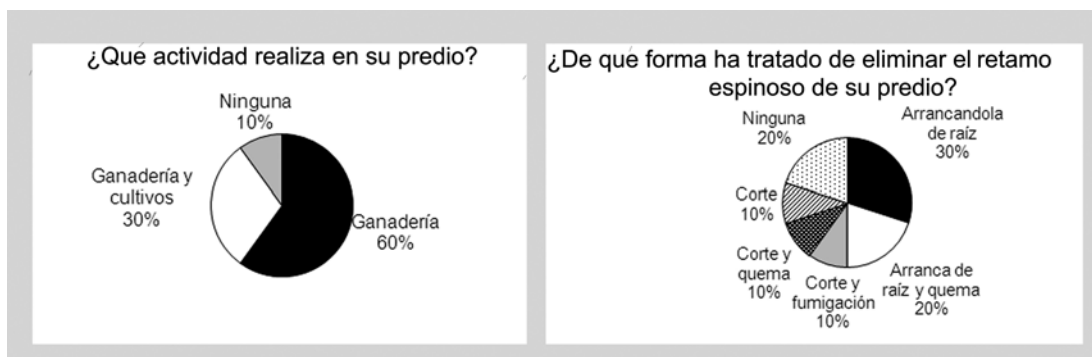 ¿Qué actividad realiza en su predio?
Ninguna
10%
Ganadería y
cultivos
30%
Ganadería
60%
¿De qué forma ha tratado de eliminar el retamo
espinoso de su predio?
Ninguna
20%
Arrancandola
de raíz
30%
Corte
10%
Corte y
quema
10%
Corte y
fumigación
10%
Arranca de
raíz y quema
20%